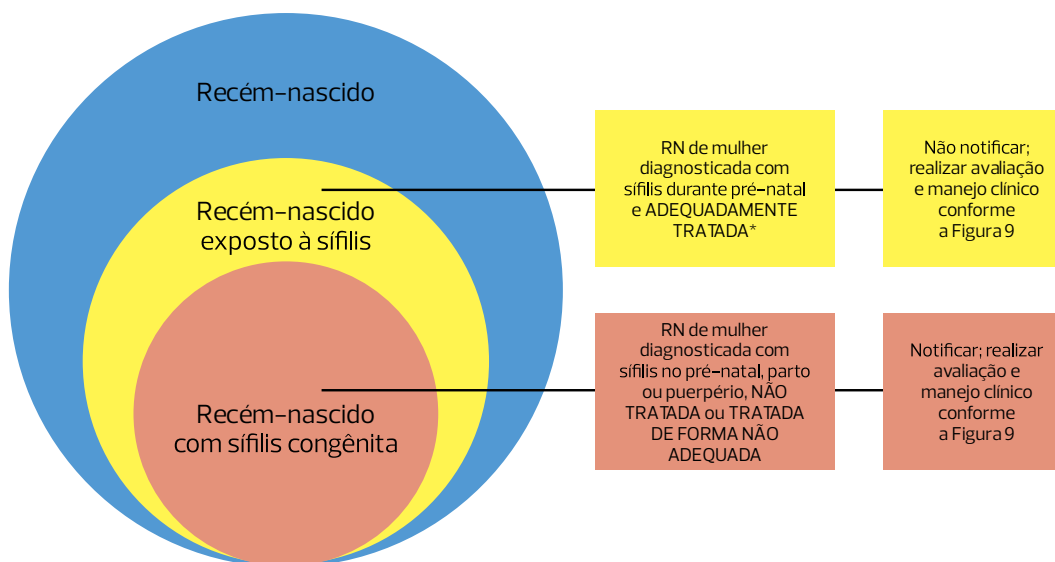 Recém-nascido
Recém-nascido
exposto à sífilis
RN de mulher
diagnosticada com
sífilis durante pré-natal
e ADEQUADAMENTE
TRATADA*
Não notificar;
realizar avaliação
e manejo clínico
conforme
a Figura 9
Recém-nascido
com sífilis congênita
RN de mulher
diagnosticada com
sífilis no pré-natal, parto
ou puerpério, NÃO
TRATADA ou TRATADA
DE FORMA NÃO
ADEQUADA
Notificar; realizar
avaliação e
manejo clínico
conforme
a Figura 9